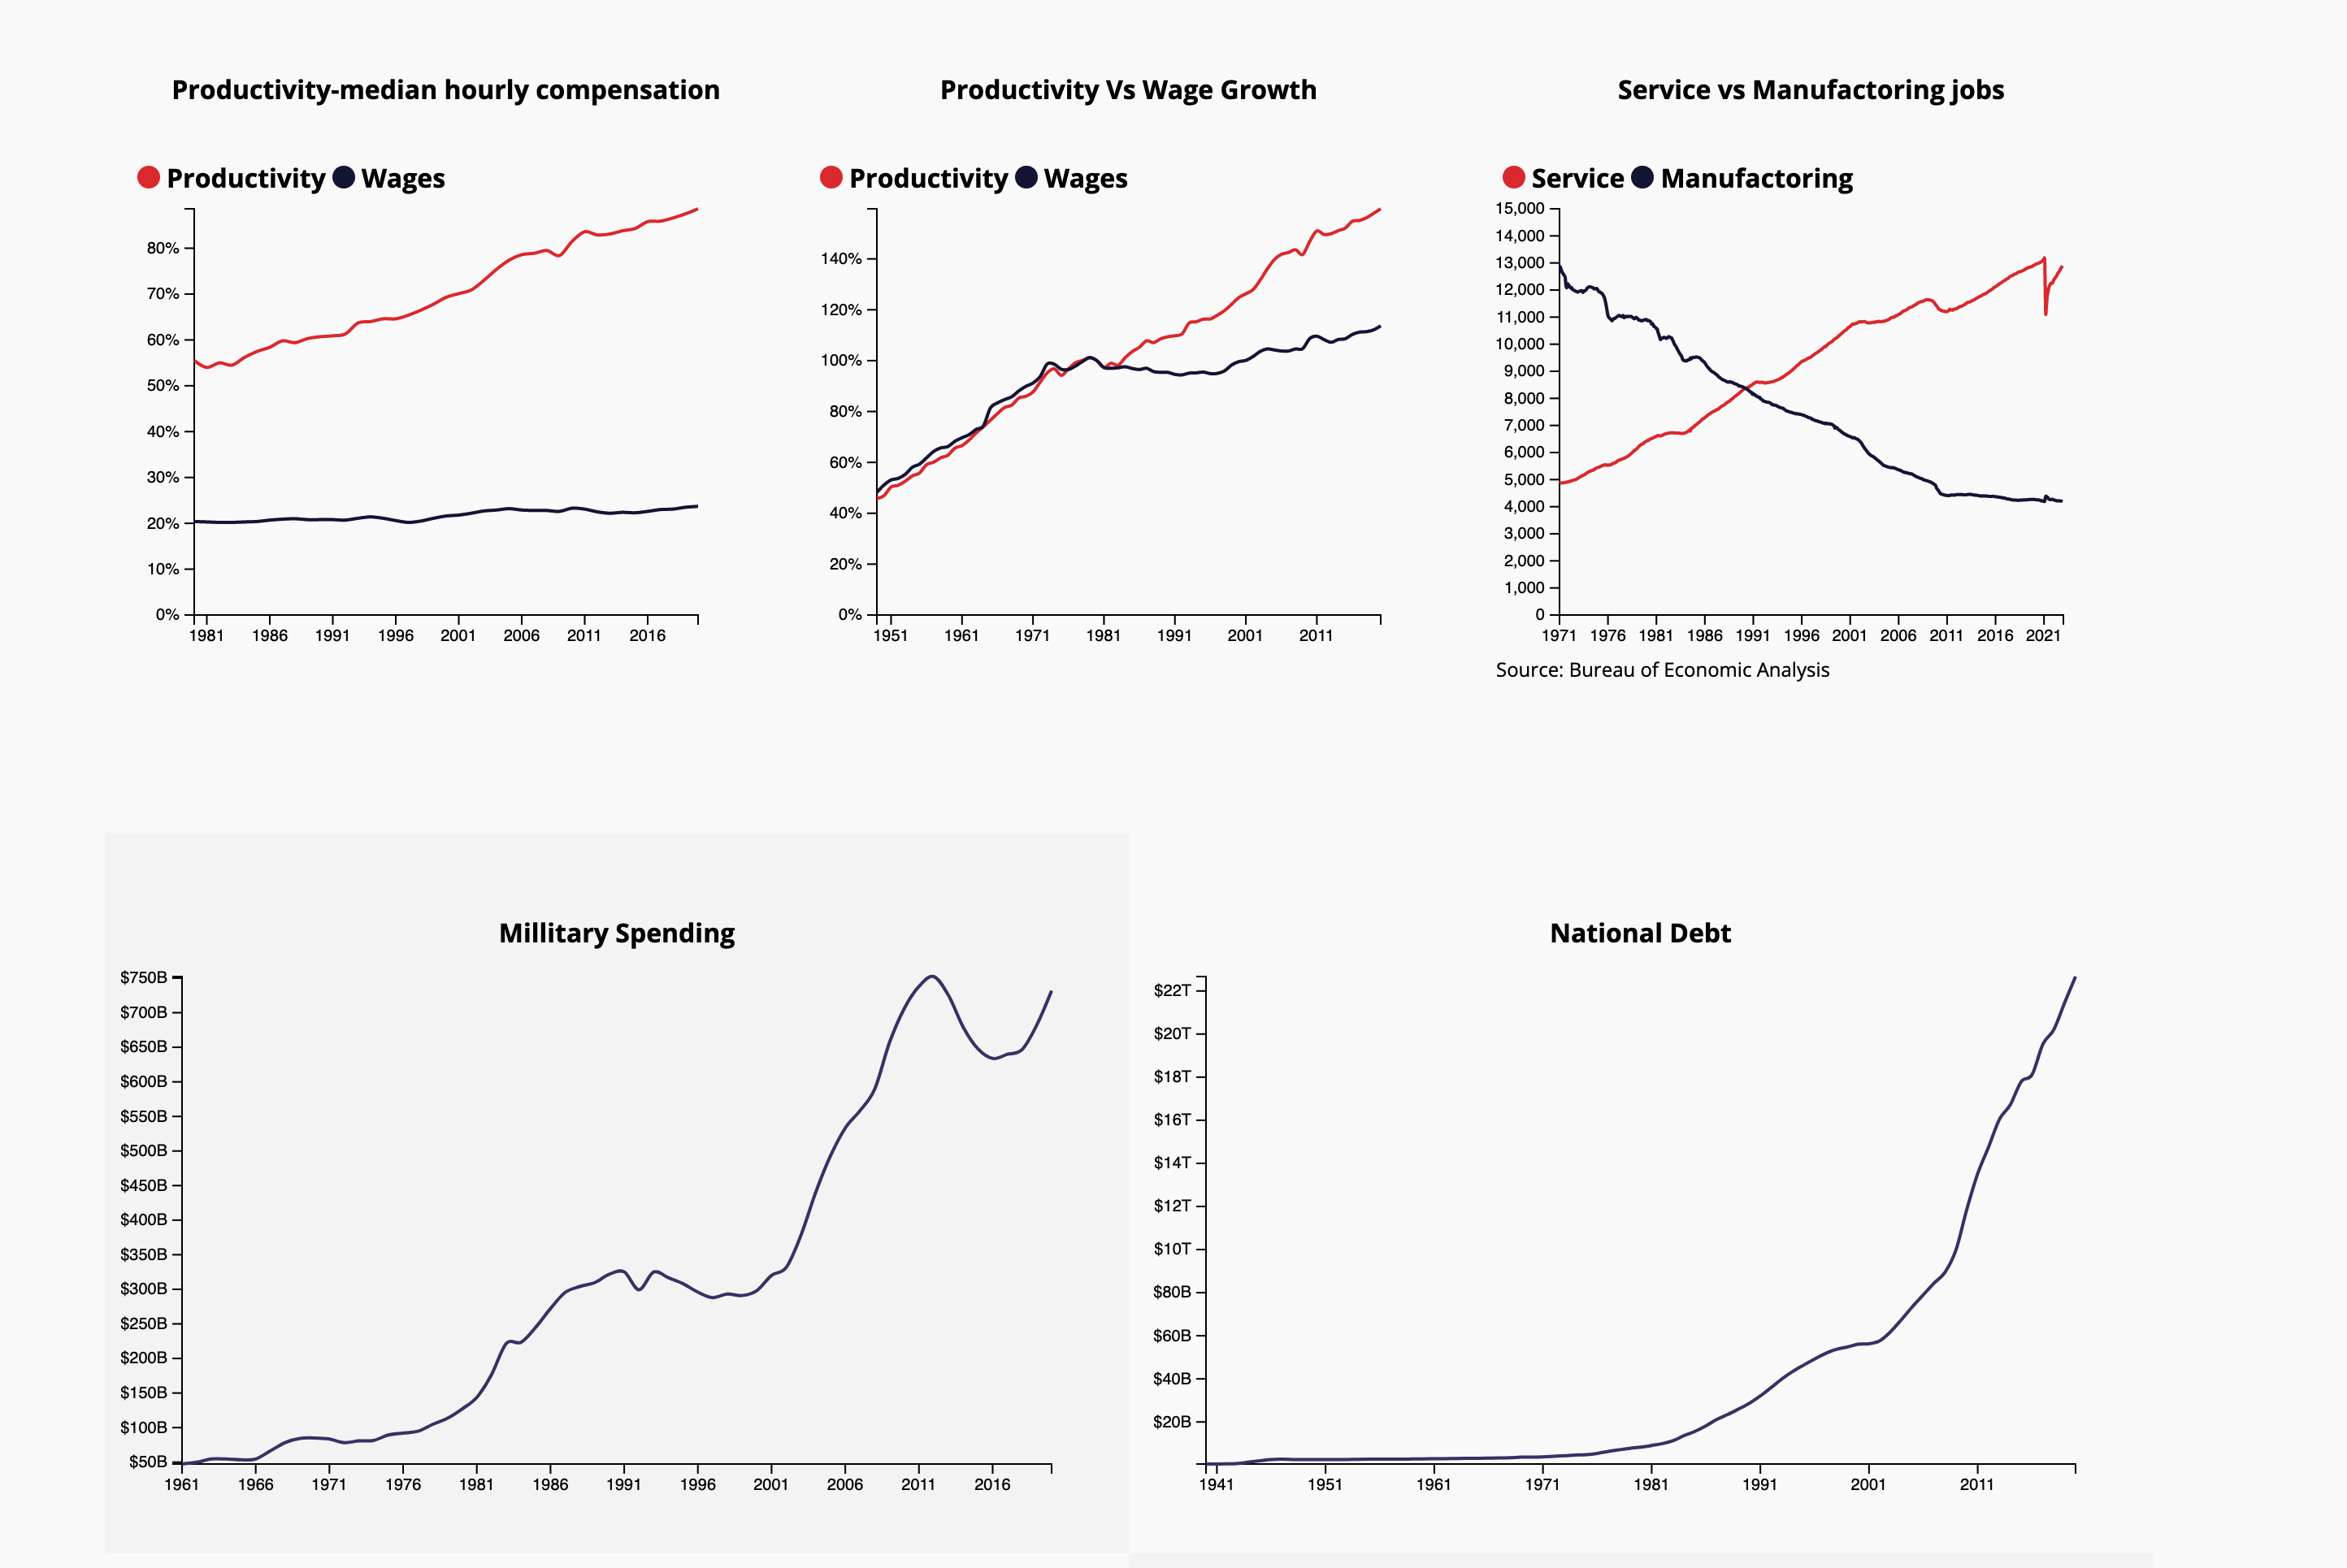 Productivity-median hourly compensation
Productivity Wages
80%
70%
60%
50%
40%
30%
20%
10%
0%
1981 1986 1991 1996 2001 2006 2011 2016
Productivity Vs Wage Growth
Productivity Wages
140%
120%
100%
80%
60%
40%
20%
0%
1951 1961 1971 1981 1991 2001 2011
Service vs Manufactoring jobs
Service Manufactoring
15,000
14,000
13,000
12,000
11,000
10,000
9,000
8,000
7,000
6,000
5,000
4,000
3,000
2,000
1,000
0
1971 1976 1981 1986 1991 1996 2001 2006 2011 2016 2021
Source: Bureau of Economic Analysis
Millitary Spending
$750B
$700B
$650B
$600B
$550B
$500B
$450B
$400B
$350B
$300B
$250B
$200B
$150B
$100B
$50B
1961 1966 1971 1976 1981 1986 1991 1996 2001 2006 2011 2016
National Debt
$22T
$20T
$18T
$16T
$14T
$12T
$10T
$80B
$60B
$40B
$20B
1941 1951 1961 1971 1981 1991 2001 2011